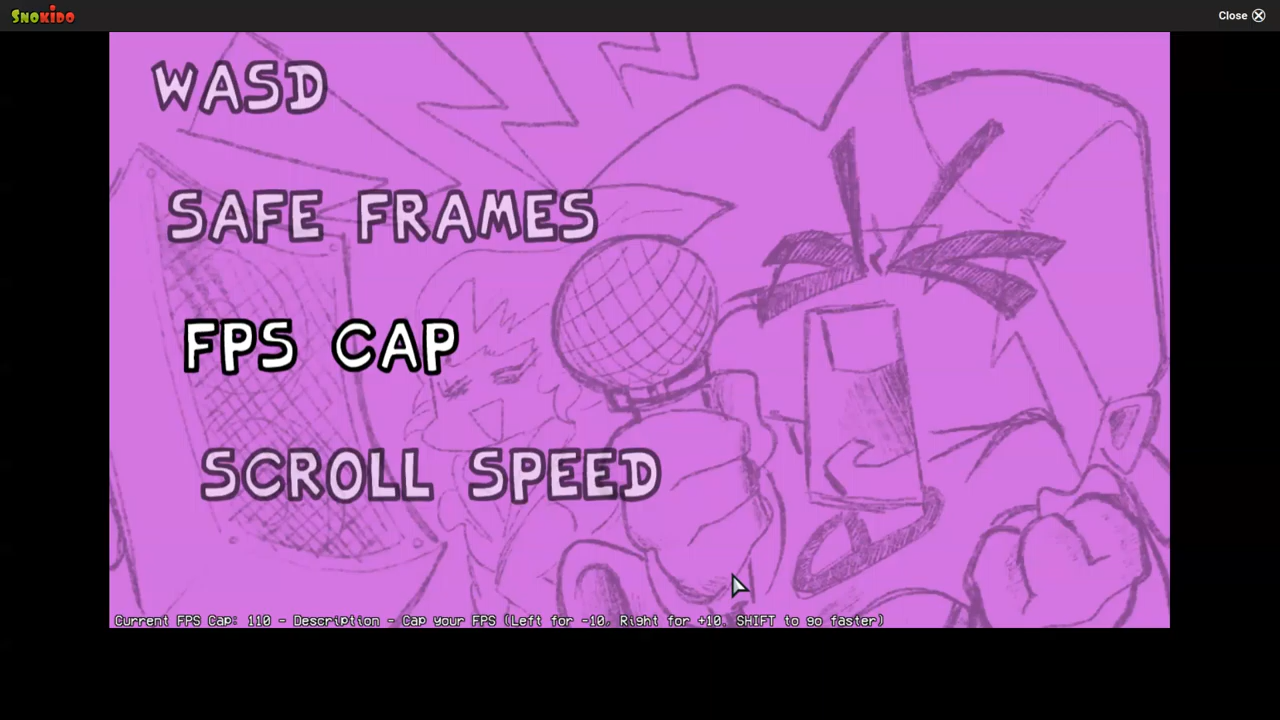 SNOKIDO
Close
WASD
SAFE FRAMES
FPS CAP
SCROLL SPEED
Current FPS Cap: 110 - Description - Cap your FPS (Left for -10, Right for +10. SHIFT to go faster)